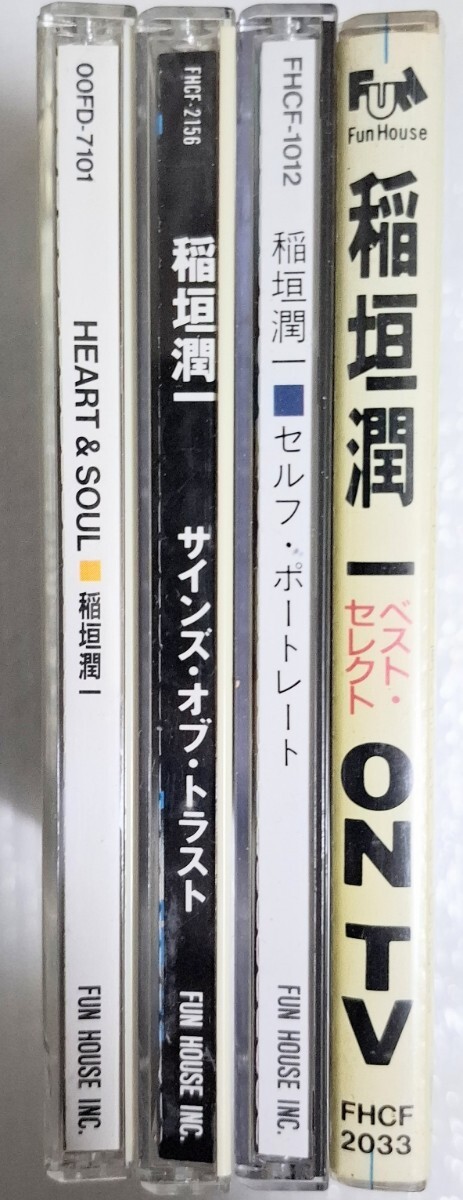 00FD-7101 HEART & SOUL ■ 稲垣潤一 FUN HOUSE INC.
FHCF-2156 稲垣潤一 サインズ・オブ・トラスト FUN HOUSE INC.
FHCF-1012 稲垣潤一 ■ セルフ・ポートレート FUN HOUSE INC.
FUN
Fun House
稲垣潤一
ベスト・
セレクト
ON TV
FHCF
2033